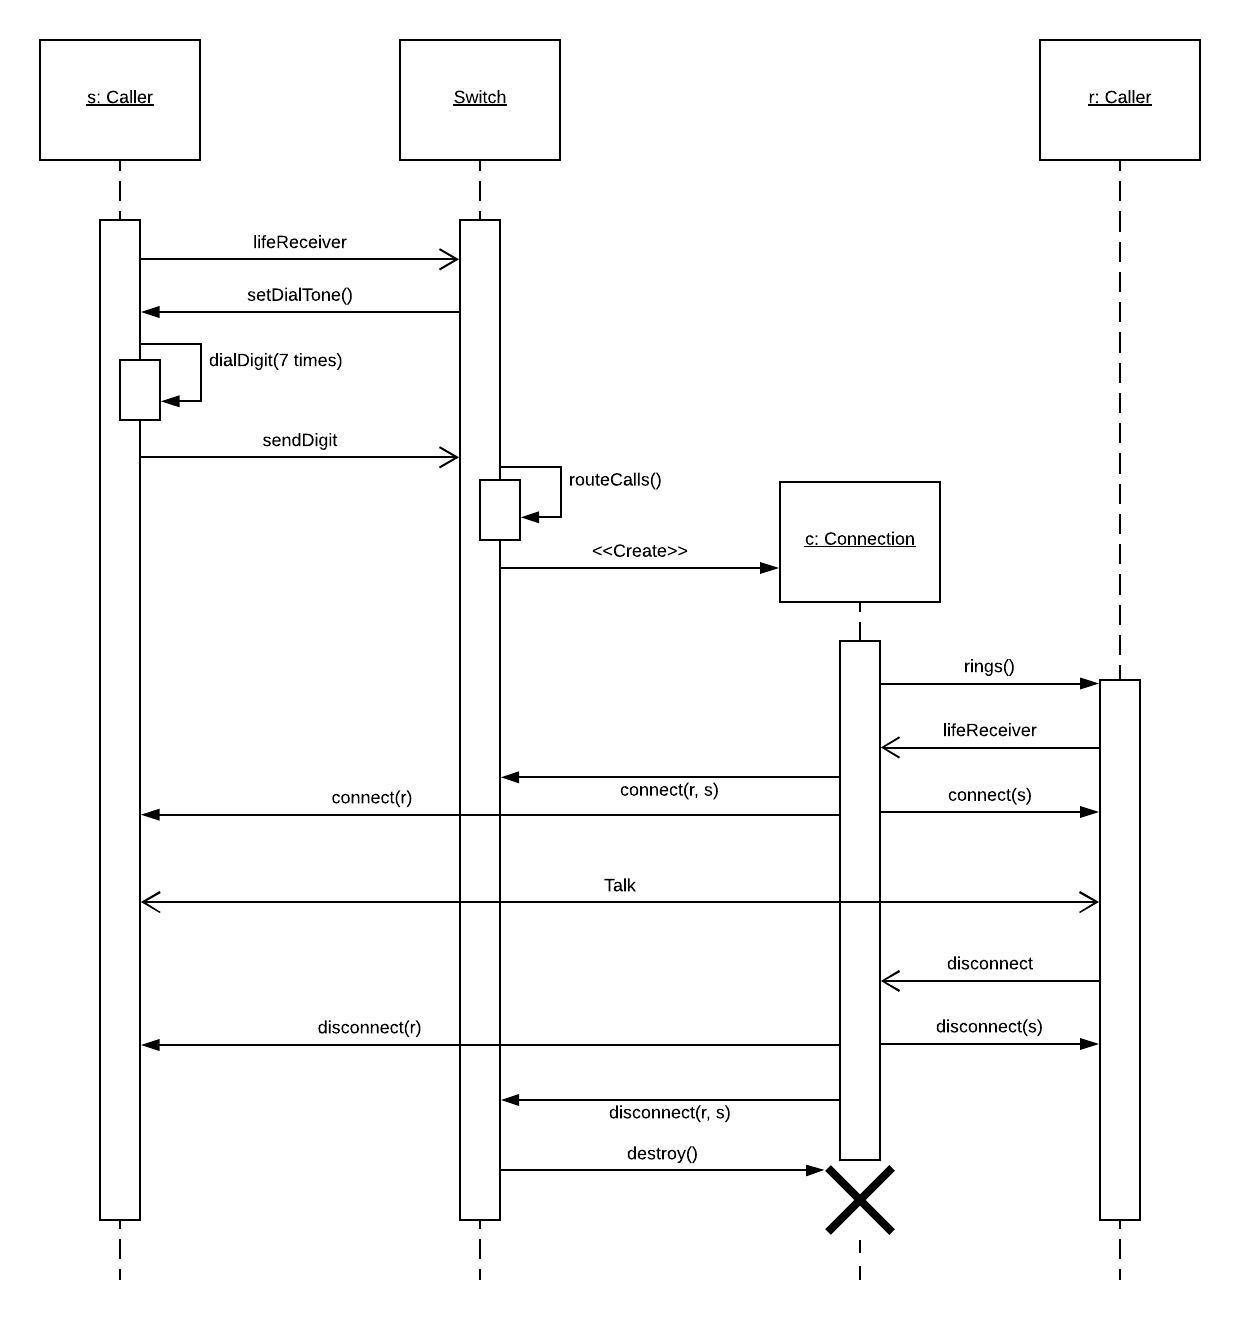 s: Caller
Switch
r: Caller
lifeReceiver
setDialTone()
dialDigit(7 times)
sendDigit
routeCalls()
c: Connection
<<Create>>
rings()
lifeReceiver
connect(r, s)
connect(r)
connect(s)
Talk
disconnect
disconnect(r)
disconnect(s)
disconnect(r, s)
destroy()